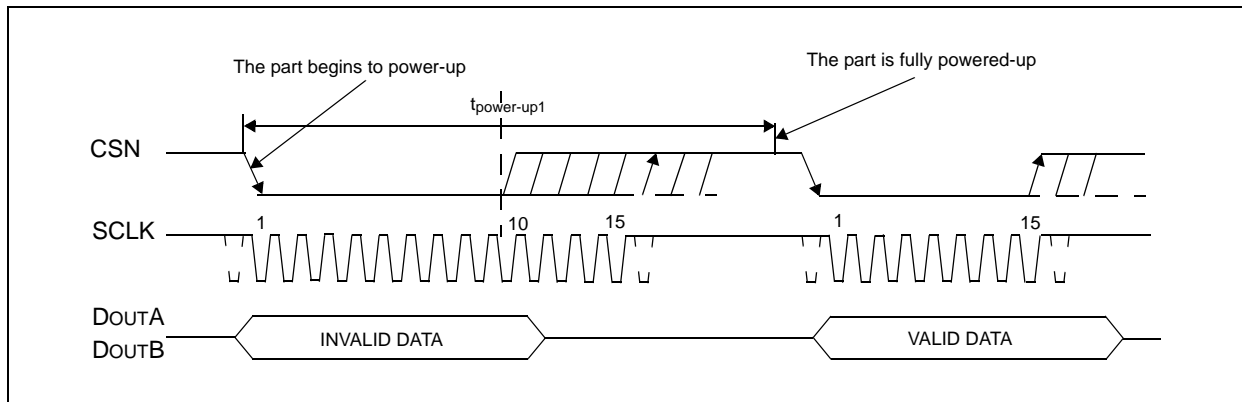 The part begins to power-up
The part is fully powered-up
tpower-up1
CSN
SCLK
1
10
15
1
15
DOUTA
DOUTB
INVALID DATA
VALID DATA